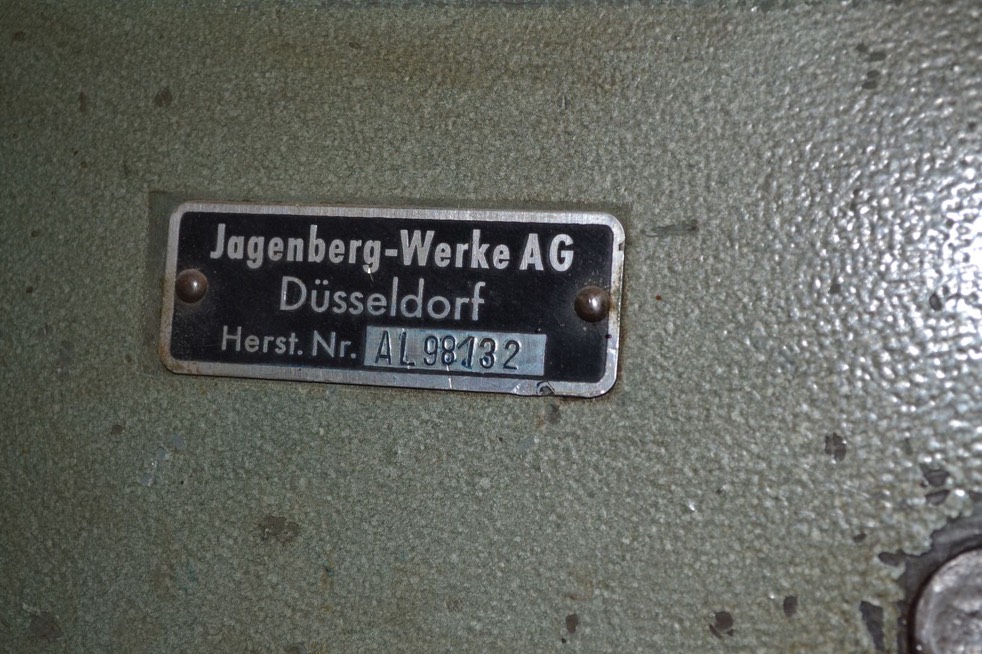 Jagenberg-Werke AG
Düsseldorf
Herst. Nr. AL 98132